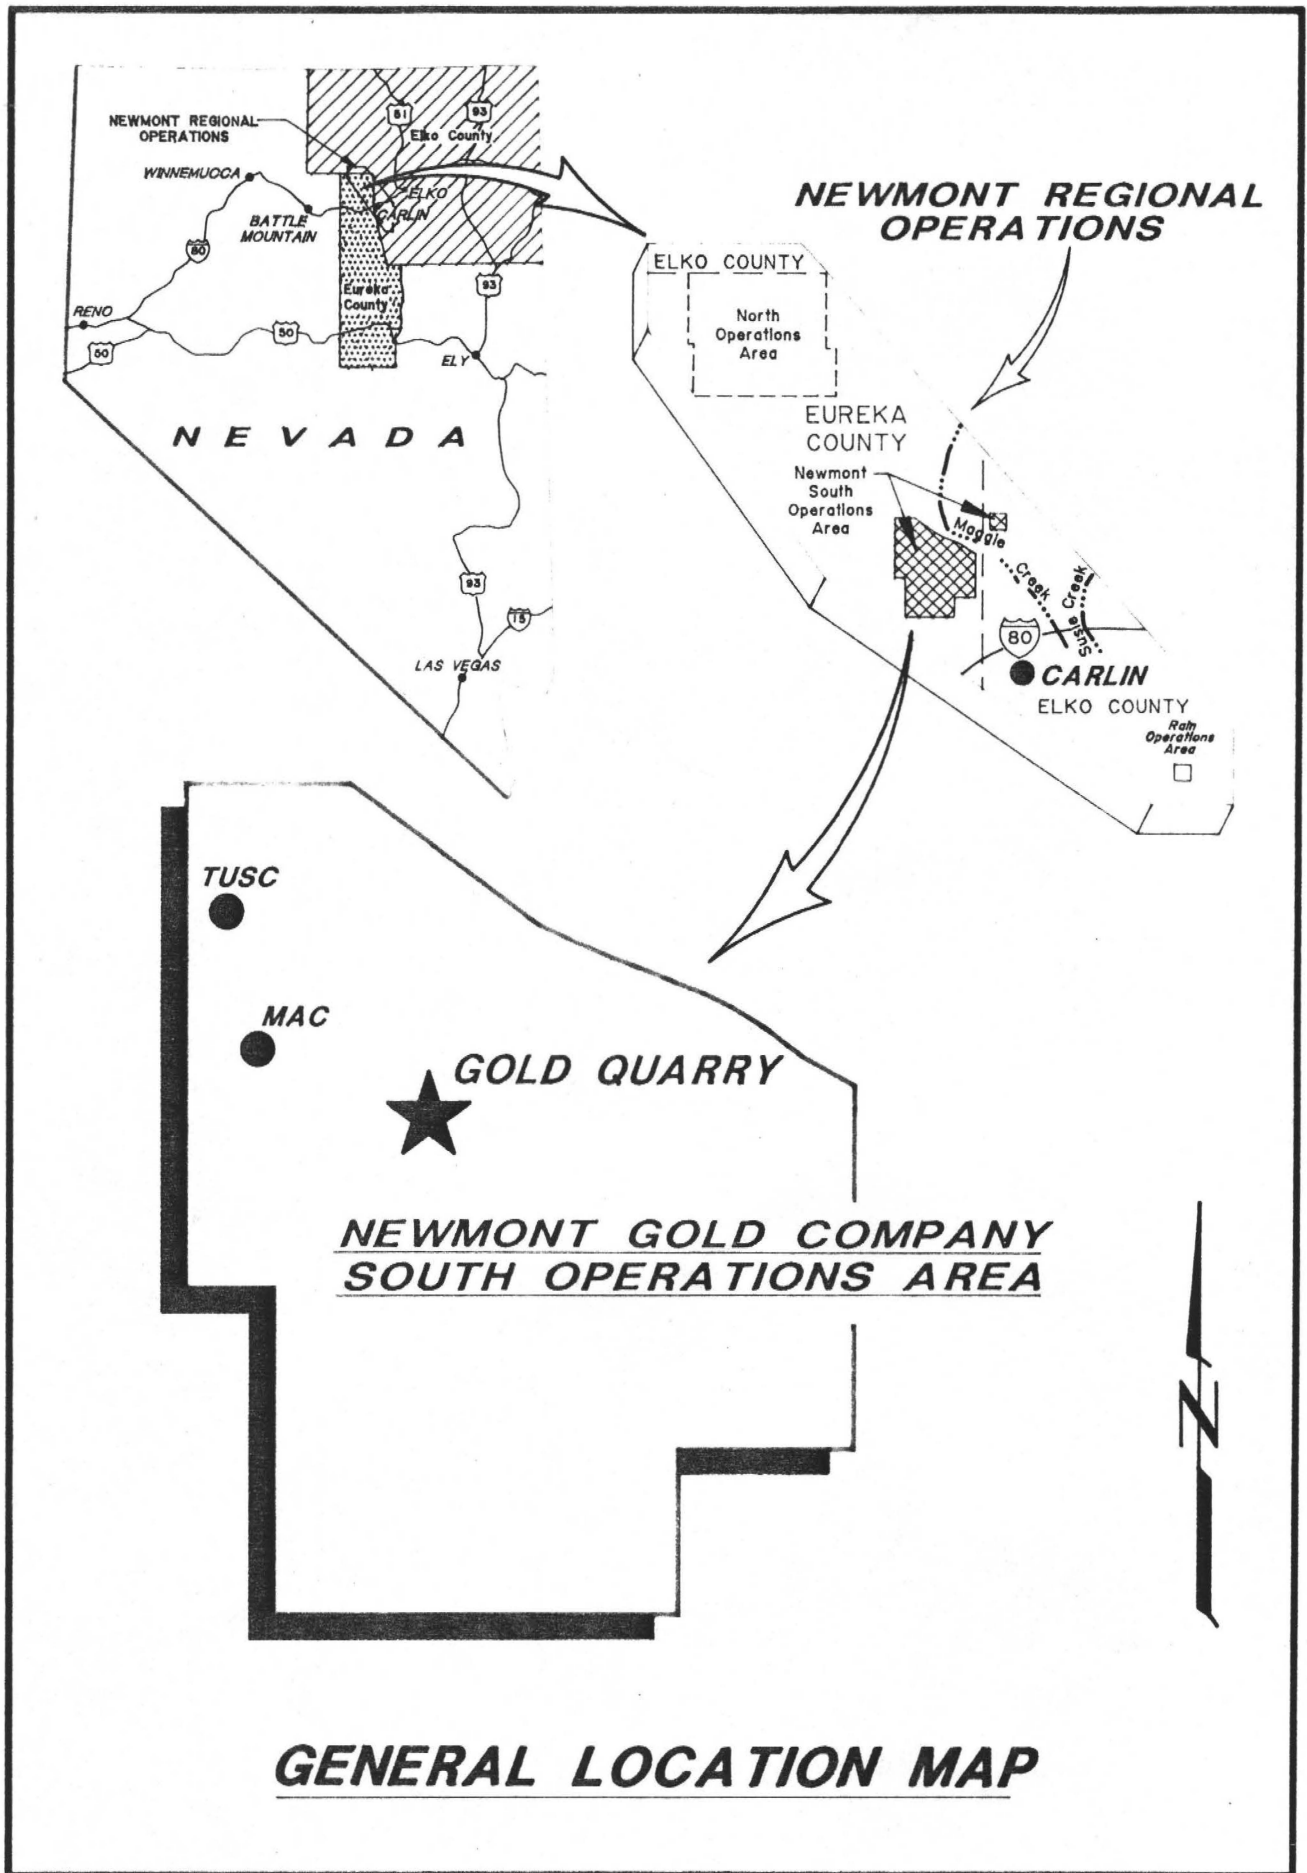 NEWMONT REGIONAL
OPERATIONS
51
93
Elko County
WINNEMUCCA
ELKO
CARLIN
BATTLE
MOUNTAIN
80
Eureka
County
93
RENO
50
50
ELY
NEVADA
93
15
LAS VEGAS
NEWMONT REGIONAL
OPERATIONS
ELKO COUNTY
North
Operations
Area
EUREKA
COUNTY
Newmont
South
Operations
Area
Maggie
Creek
Susie Creek
80
CARLIN
ELKO COUNTY
Rain
Operations
Area
TUSC
MAC
GOLD QUARRY
NEWMONT GOLD COMPANY
SOUTH OPERATIONS AREA
N
GENERAL LOCATION MAP